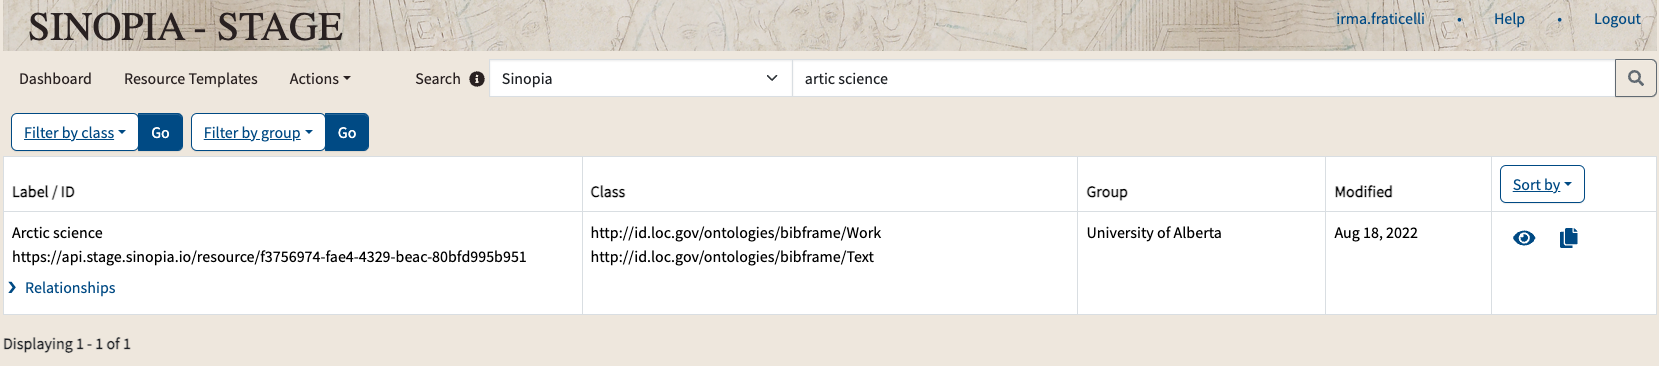 SINOPIA - STAGE
irma.fraticelli • Help • Logout
Dashboard Resource Templates Actions Search Sinopia artic science
Filter by class Go Filter by group Go
Label / ID Class Group Modified Sort by
Arctic science http://id.loc.gov/ontologies/bibframe/Work University of Alberta Aug 18, 2022
https://api.stage.sinopia.io/resource/f3756974-fae4-4329-beac-80bfd995b951 http://id.loc.gov/ontologies/bibframe/Text
Relationships
Displaying 1 - 1 of 1